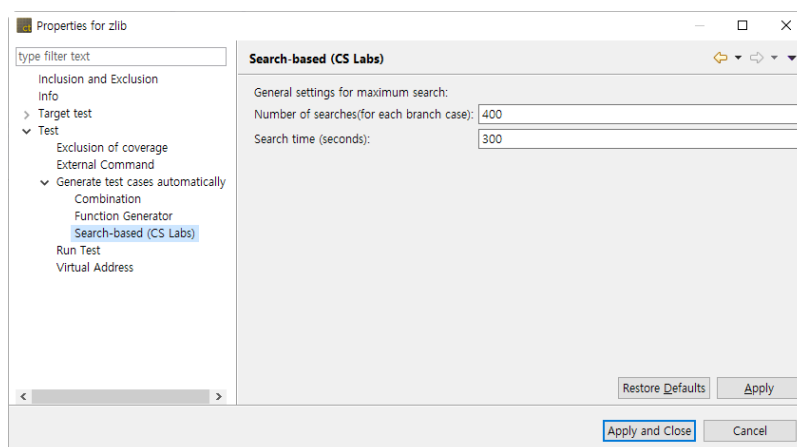 ct Properties for zlib
type filter text
Inclusion and Exclusion
Info
Target test
Test
Exclusion of coverage
External Command
Generate test cases automatically
Combination
Function Generator
Search-based (CS Labs)
Run Test
Virtual Address
Search-based (CS Labs)
General settings for maximum search:
Number of searches(for each branch case): 400
Search time (seconds): 300
Restore Defaults Apply
Apply and Close Cancel